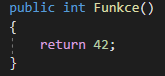 public int Funkce()
{
    return 42;
}